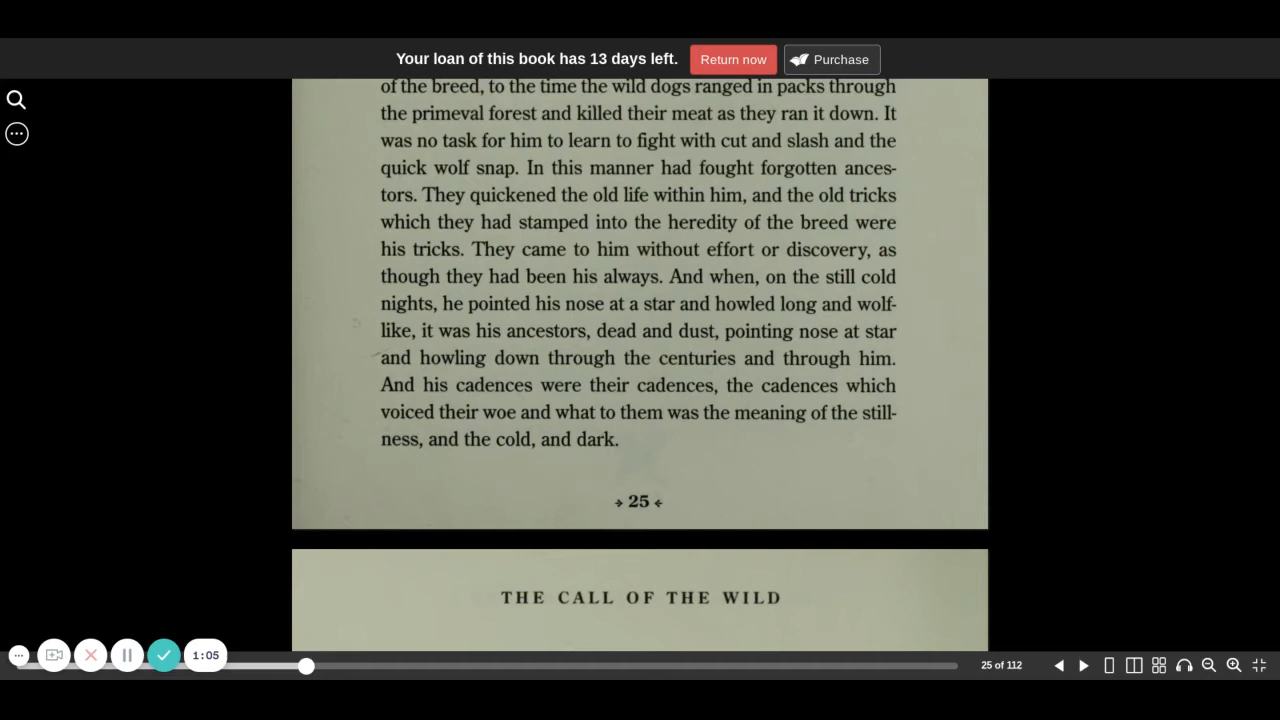 Your loan of this book has 13 days left. Return now Purchase
of the breed, to the time the wild dogs ranged in packs through
the primeval forest and killed their meat as they ran it down. It
was no task for him to learn to fight with cut and slash and the
quick wolf snap. In this manner had fought forgotten ances-
tors. They quickened the old life within him, and the old tricks
which they had stamped into the heredity of the breed were
his tricks. They came to him without effort or discovery, as
though they had been his always. And when, on the still cold
nights, he pointed his nose at a star and howled long and wolf-
like, it was his ancestors, dead and dust, pointing nose at star
and howling down through the centuries and through him.
And his cadences were their cadences, the cadences which
voiced their woe and what to them was the meaning of the still-
ness, and the cold, and dark.
25
THE CALL OF THE WILD
1:05
25 of 112